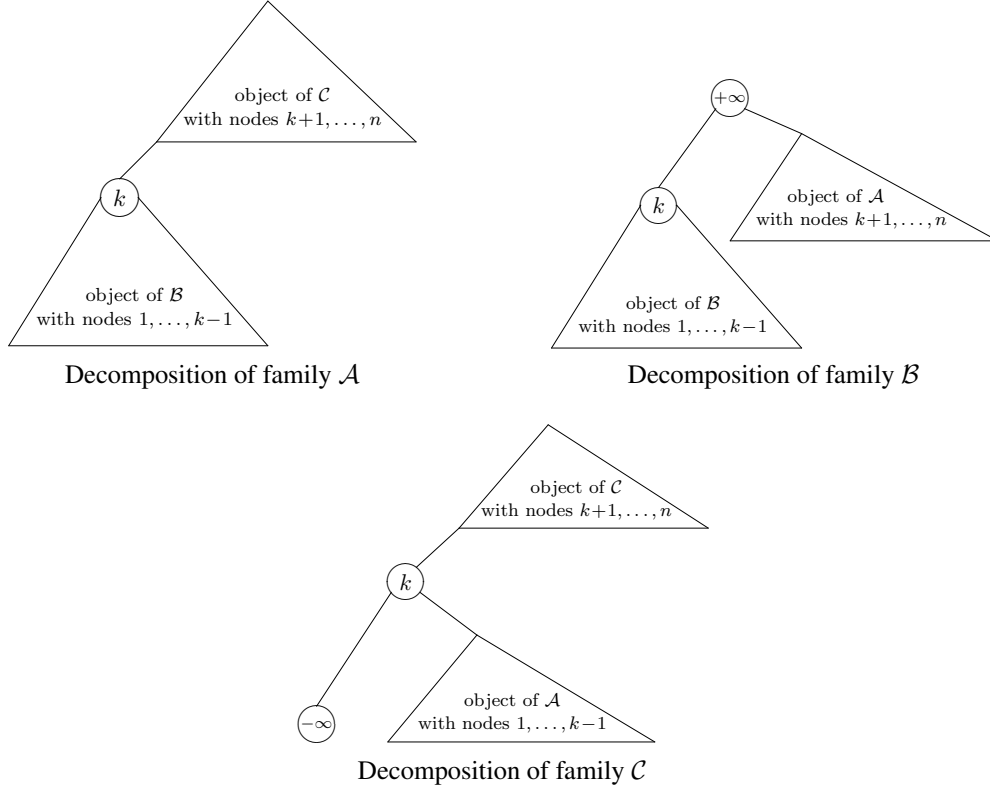 object of 𝒞
with nodes k+1, . . . , n
k
object of ℬ
with nodes 1, . . . , k−1
Decomposition of family 𝒜
+∞
k
object of 𝒜
with nodes k+1, . . . , n
object of ℬ
with nodes 1, . . . , k−1
Decomposition of family ℬ
object of 𝒞
with nodes k+1, . . . , n
k
−∞
object of 𝒜
with nodes 1, . . . , k−1
Decomposition of family 𝒞